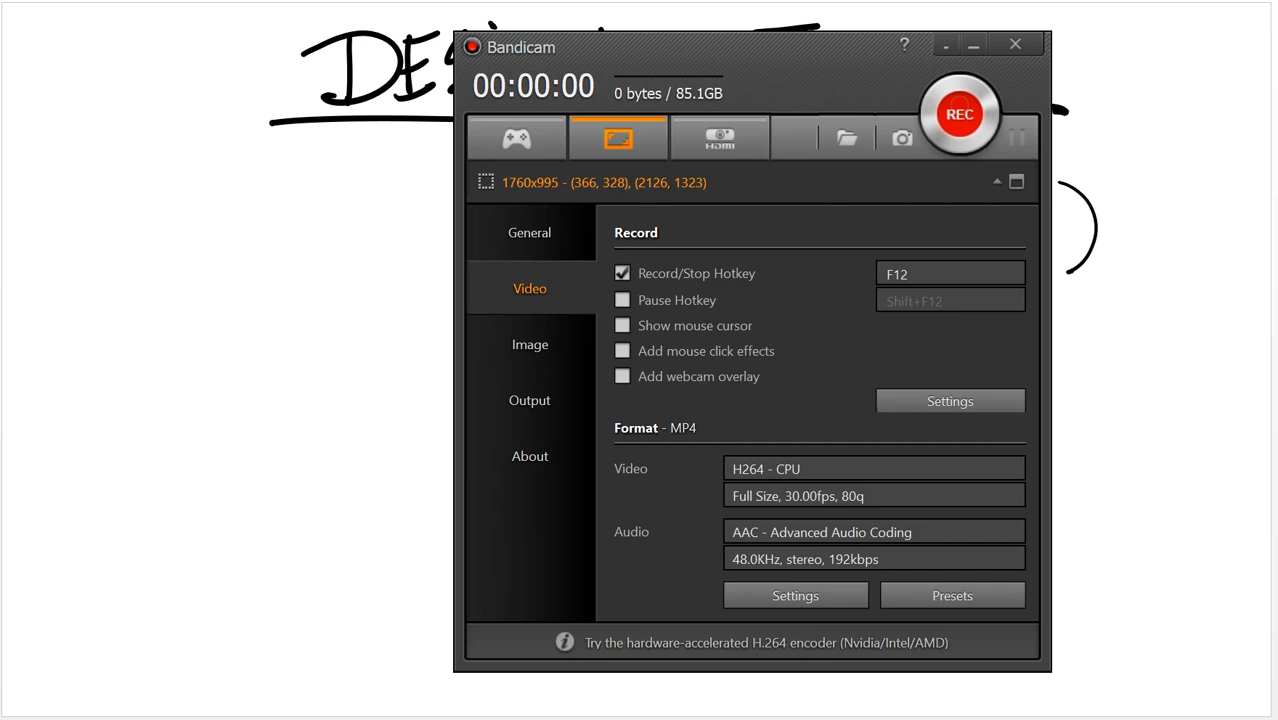 Bandicam
?
00:00:00
0 bytes / 85.1GB
REC
HDMI
1760x995 - (366, 328), (2126, 1323)
General
Video
Image
Output
About
Record
Record/Stop Hotkey
F12
Pause Hotkey
Shift+F12
Show mouse cursor
Add mouse click effects
Add webcam overlay
Settings
Format - MP4
Video
H264 - CPU
Full Size, 30.00fps, 80q
Audio
AAC - Advanced Audio Coding
48.0KHz, stereo, 192kbps
Settings
Presets
Try the hardware-accelerated H.264 encoder (Nvidia/Intel/AMD)